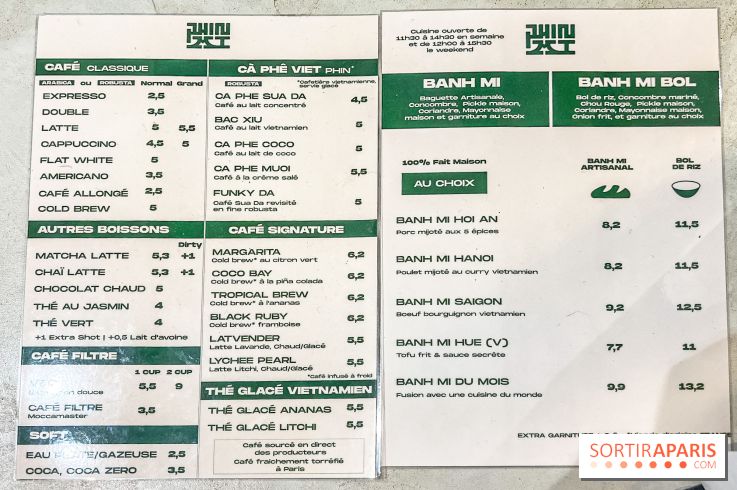 PHIN
CAFÉ CLASSIQUE
ARABICA OU ROBUSTA Normal Grand
EXPRESSO 2,5
DOUBLE 3,5
LATTE 5 5,5
CAPPUCCINO 4,5 5
FLAT WHITE 5
AMERICANO 3,5
CAFÉ ALLONGÉ 2,5
COLD BREW 5
AUTRES BOISSONS
Dirty
MATCHA LATTE 5,3 +1
CHAÏ LATTE 5,3 +1
CHOCOLAT CHAUD 5
THÉ AU JASMIN 4
THÉ VERT 4
+1 Extra Shot | +0,5 Lait d'avoine
CAFÉ FILTRE
1 CUP 2 CUP
5,5 9
douce
CAFÉ FILTRE 3,5
Moccamaster
SOFT
EAU PLATE/GAZEUSE 2,5
COCA, COCA ZERO 3,5
CÀ PHÊ VIET PHIN*
ROBUSTA *Cafetière vietnamienne, servie glacé
CA PHE SUA DA 4,5
Café au lait concentré
BAC XIU 5
Café au lait vietnamien
CA PHE COCO 5
Café au lait de coco
CA PHE MUOI 5,5
Café à la crème salé
FUNKY DA 5
Café Sua Da revisité
en fine robusta
CAFÉ SIGNATURE
MARGARITA 6,2
Cold brew* au citron vert
COCO BAY 6,2
Cold brew* à la piña colada
TROPICAL BREW 6,2
Cold brew* à l'ananas
BLACK RUBY 6,2
Cold brew* framboise
LATVENDER 5,5
Latte Lavande, Chaud/Glacé
LYCHEE PEARL 5,5
Latte Litchi, Chaud/Glacé
*Café infusé à froid
THÉ GLACÉ VIETNAMIEN
THÉ GLACÉ ANANAS 5,5
THÉ GLACÉ LITCHI 5,5
Café sourcé en direct
des producteurs
Café fraichement torréfié
à Paris
Cuisine ouverte de
11h30 à 14h30 en semaine
et de 12h00 à 15h30
le weekend
PHIN
BANH MI
Baguette Artisanale,
Concombre, Pickle maison,
Coriandre, Mayonnaise
maison et garniture au choix
BANH MI BOL
Bol de riz, Concombre mariné,
Chou Rouge, Pickle maison,
Coriandre, Mayonnaise maison,
Onion frit, et garniture au choix
100% Fait Maison
AU CHOIX
BANH MI
ARTISANAL
BOL
DE RIZ
BANH MI HOI AN 8,2 11,5
Porc mijoté aux 5 épices
BANH MI HANOI 8,2 11,5
Poulet mijoté au curry vietnamien
BANH MI SAIGON 9,2 12,5
Boeuf bourguignon vietnamien
BANH MI HUE (V) 7,7 11
Tofu frit & sauce secrète
BANH MI DU MOIS 9,9 13,2
Fusion avec une cuisine du monde
EXTRA GARNITURE
SORTIRAPARIS
.COM